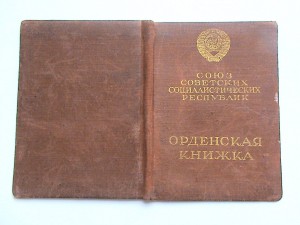 СОЮЗ
СОВЕТСКИХ
СОЦИАЛИСТИЧЕСКИХ
РЕСПУБЛИК
ОРДЕНСКАЯ
КНИЖКА